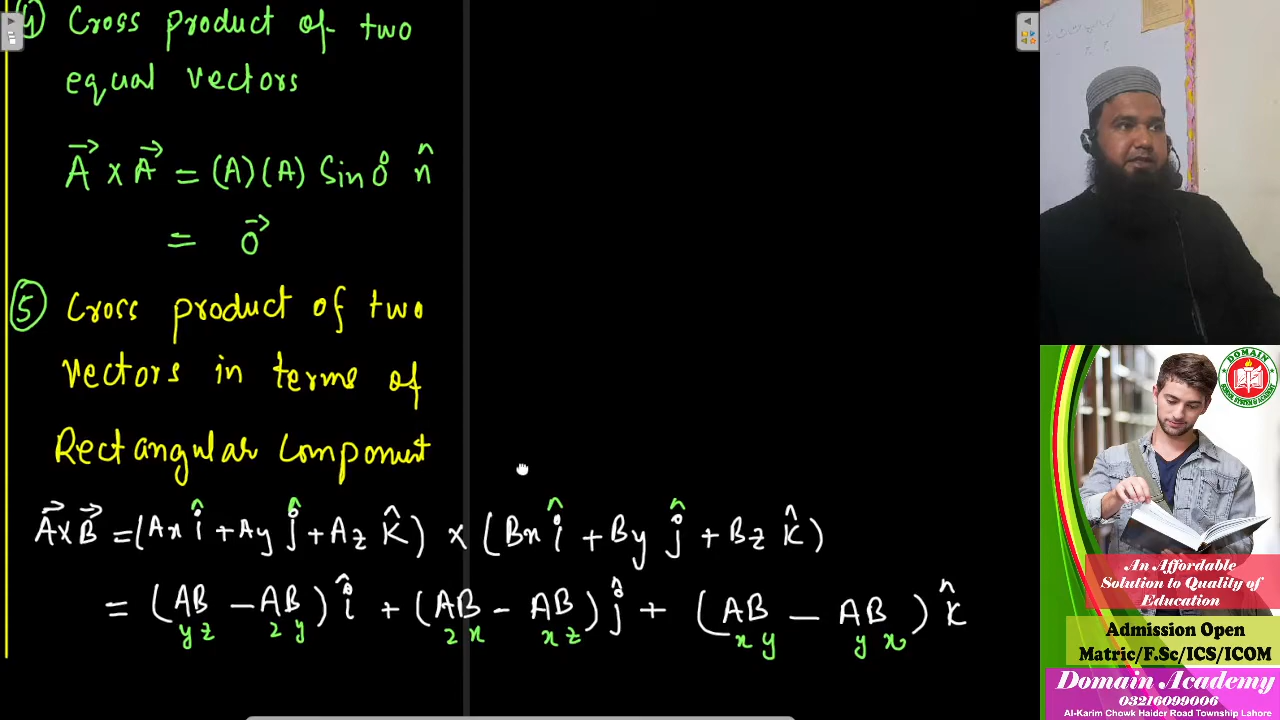 ④ Cross product of two
equal vectors
A⃗ × A⃗ = (A)(A) Sin0° n̂
= 0⃗
⑤ Cross product of two
Vectors in terms of
Rectangular Component
A⃗×B⃗ = (Ax î + Ay ĵ + Az K̂) × (Bx î + By ĵ + Bz K̂)
= (AyBz − AzBy) î + (AzBx − AxBz) ĵ + (AxBy − AyBx) K̂
DOMAIN
An Affordable
Solution to Quality of
Education
Admission Open
Matric/F.Sc/ICS/ICOM
Domain Academy
03216099006
Al-Karim Chowk Haider Road Township Lahore